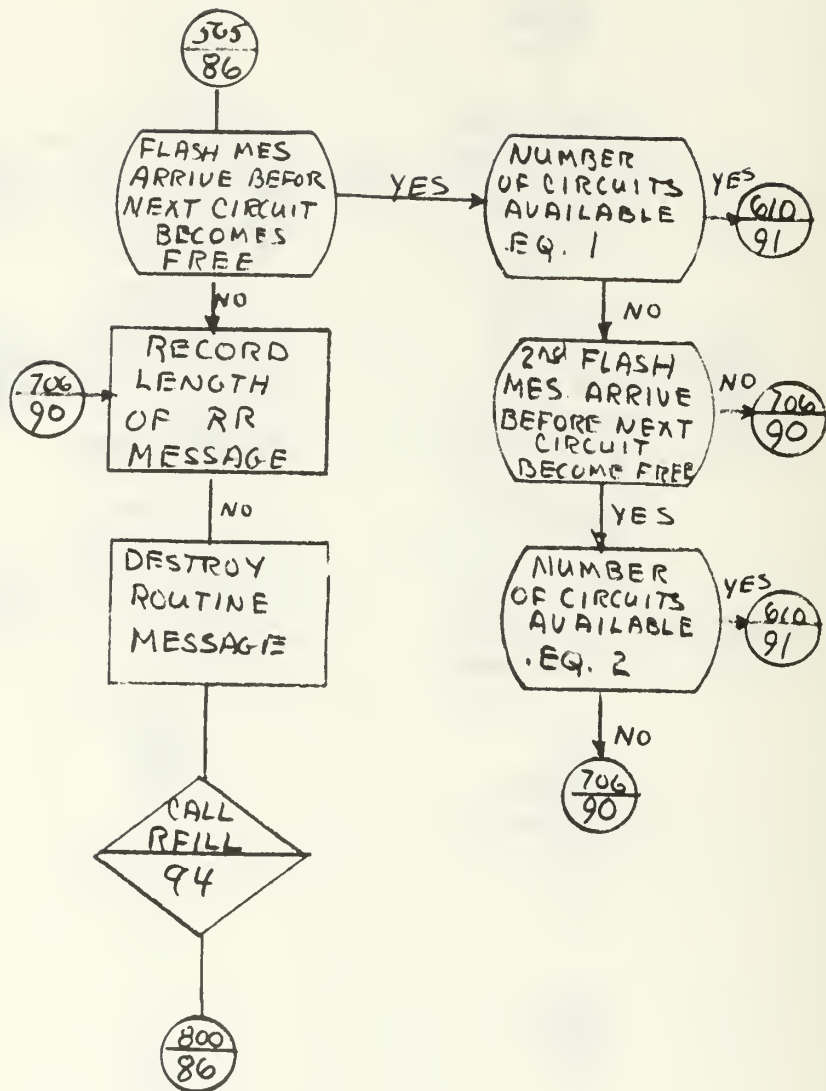 565
86
FLASH MES
ARRIVE BEFOR
NEXT CIRCUIT
BECOMES
FREE
YES
NUMBER
OF CIRCUITS
AVAILABLE
.EQ. 1
YES
610
91
NO
NO
706
90
RECORD
LENGTH
OF RR
MESSAGE
2nd FLASH
MES. ARRIVE
BEFORE NEXT
CIRCUIT
BECOME FREE
NO
706
90
NO
YES
DESTROY
ROUTINE
MESSAGE
NUMBER
OF CIRCUITS
AVAILABLE
.EQ. 2
YES
610
91
NO
706
90
CALL
RFILL
94
800
86